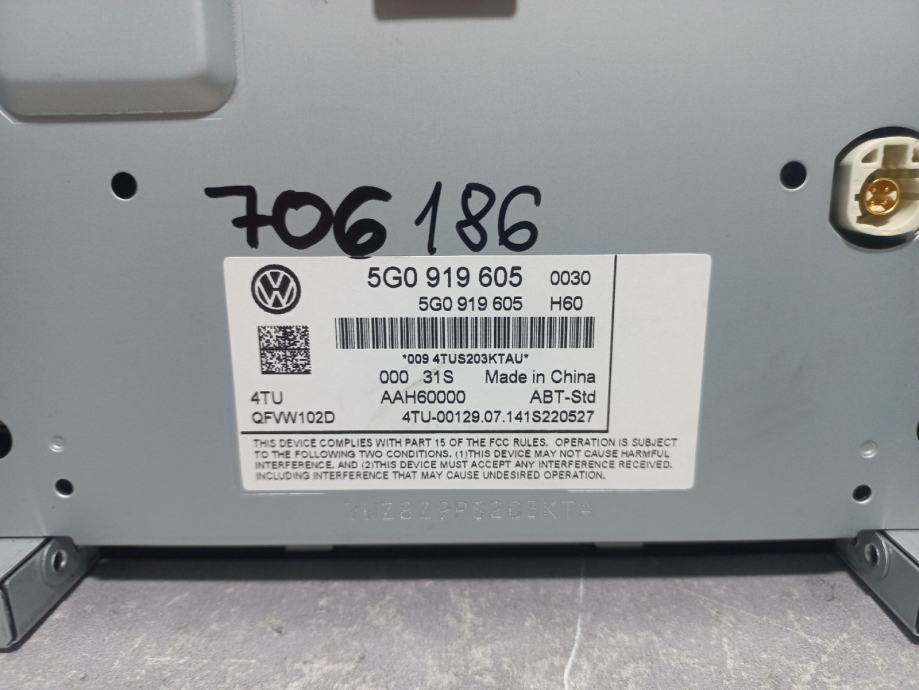 706 186
5G0 919 605 0030
5G0 919 605 H60
*009 4TUS203KTAU*
000 31S Made in China
4TU AAH60000 ABT-Std
QFVW102D 4TU-00129.07.141S220527
THIS DEVICE COMPLIES WITH PART 15 OF THE FCC RULES. OPERATION IS SUBJECT
TO THE FOLLOWING TWO CONDITIONS. (1)THIS DEVICE MAY NOT CAUSE HARMFUL
INTERFERENCE. AND (2)THIS DEVICE MUST ACCEPT ANY INTERFERENCE RECEIVED.
INCLUDING INTERFERENCE THAT MAY CAUSE UNDESIRED OPERATION.